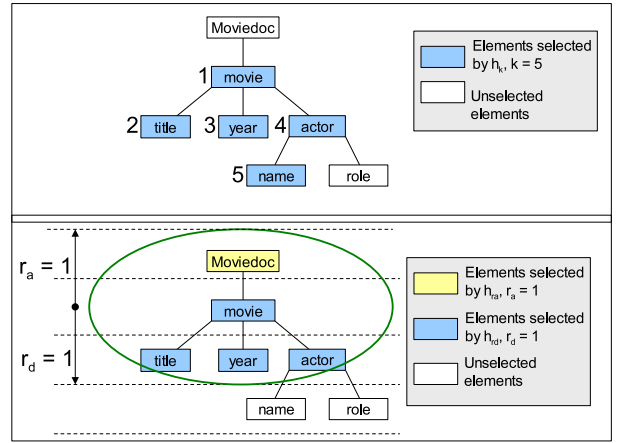 Moviedoc
1 movie
2 title 3 year 4 actor
5 name role
Elements selected
by hk, k = 5
Unselected
elements
ra = 1
Moviedoc
movie
rd = 1
title year actor
name role
Elements selected
by hra, ra = 1
Elements selected
by hrd, rd = 1
Unselected
elements